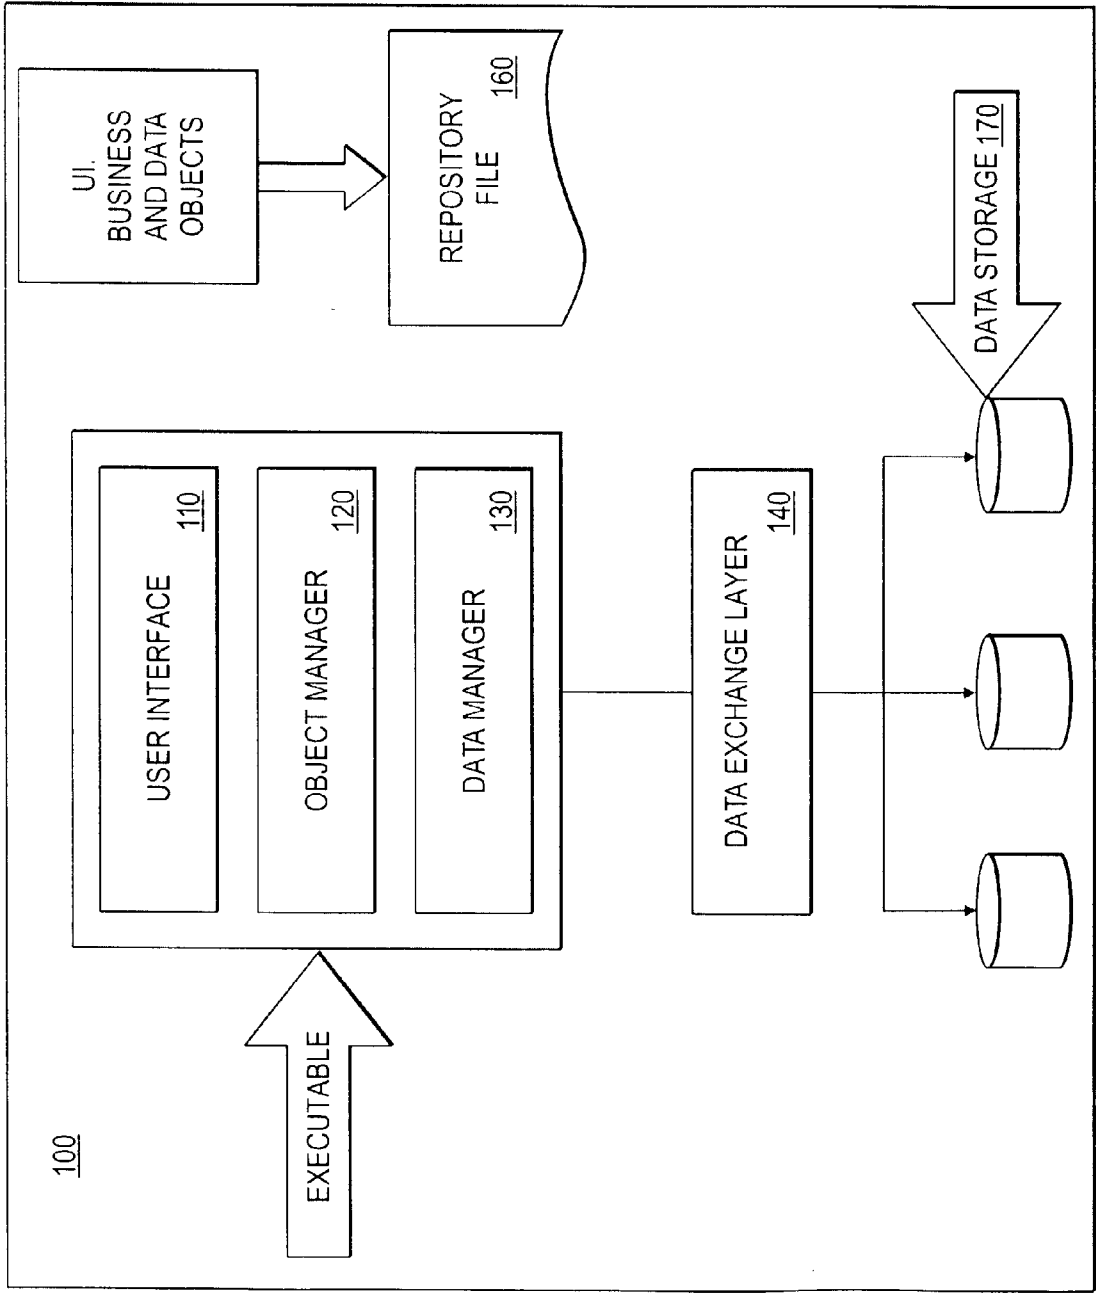 100
EXECUTABLE
USER INTERFACE
110
OBJECT MANAGER
120
DATA MANAGER
130
DATA EXCHANGE LAYER
140
UI.
BUSINESS
AND DATA
OBJECTS
REPOSITORY
FILE
160
DATA STORAGE 170